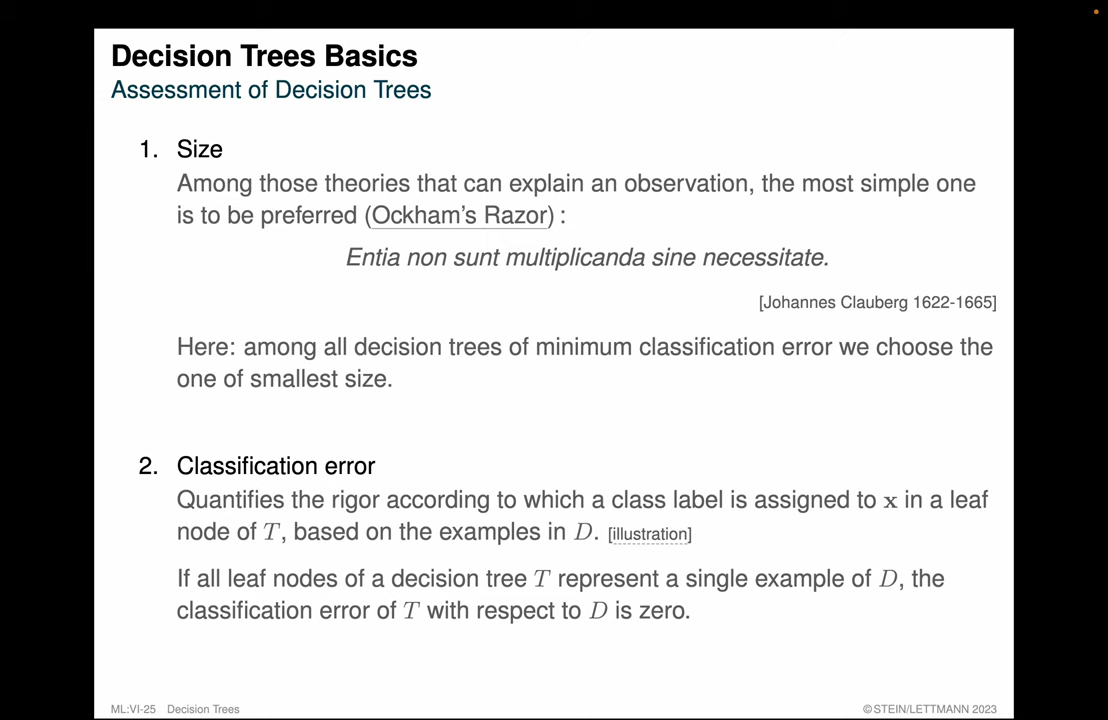 Decision Trees Basics
Assessment of Decision Trees
1. Size
Among those theories that can explain an observation, the most simple one
is to be preferred (Ockham's Razor) :
Entia non sunt multiplicanda sine necessitate.
[Johannes Clauberg 1622-1665]
Here: among all decision trees of minimum classification error we choose the
one of smallest size.
2. Classification error
Quantifies the rigor according to which a class label is assigned to x in a leaf
node of T, based on the examples in D. [illustration]
If all leaf nodes of a decision tree T represent a single example of D, the
classification error of T with respect to D is zero.
ML:VI-25 Decision Trees ©STEIN/LETTMANN 2023